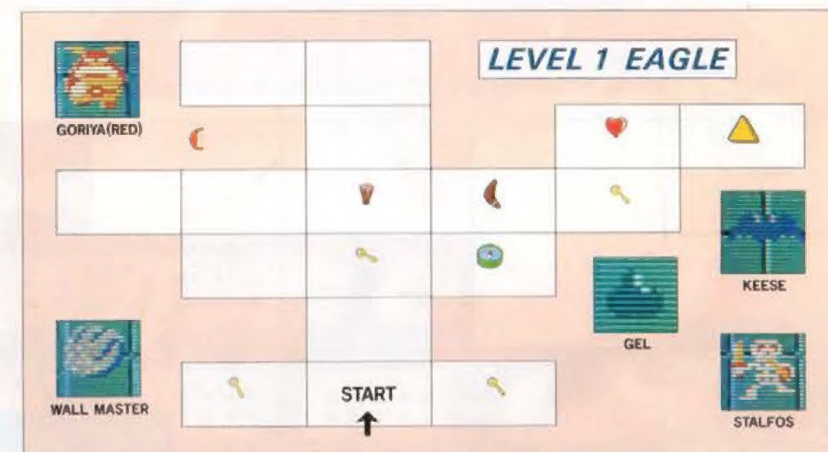 LEVEL 1 EAGLE
GORIYA(RED)
KEESE
GEL
WALL MASTER
START
STALFOS